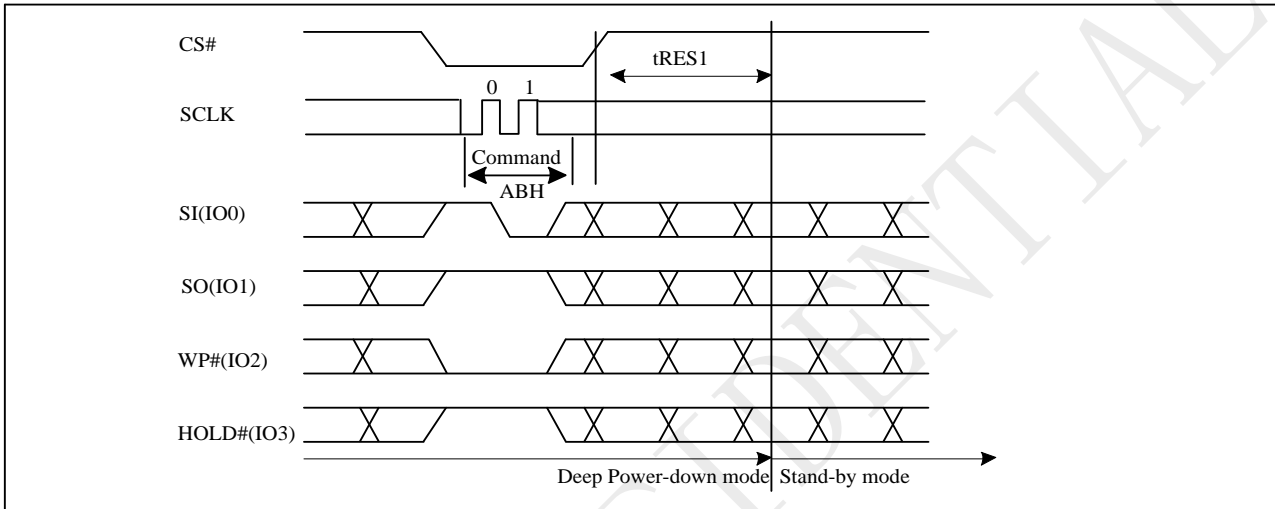 CS#
tRES1
0 1
SCLK
Command
ABH
SI(IO0)
SO(IO1)
WP#(IO2)
HOLD#(IO3)
Deep Power-down mode Stand-by mode
IDENTIAL